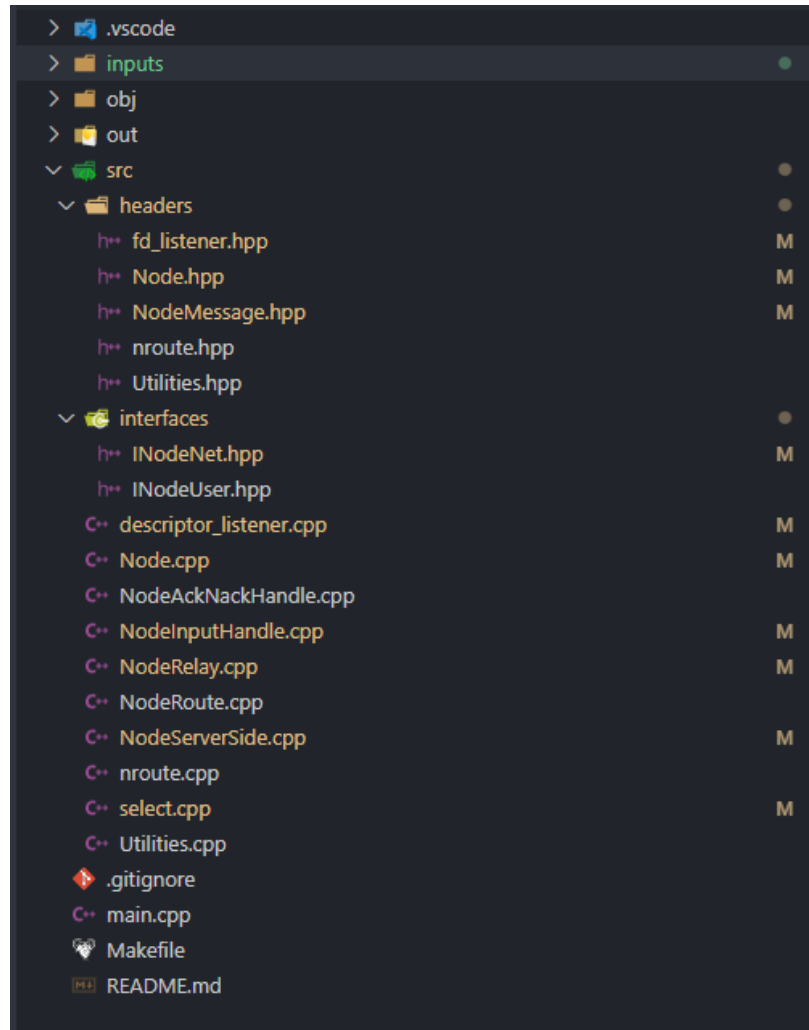 .vscode
inputs
obj
out
src
headers
h++ fd_listener.hpp M
h++ Node.hpp M
h++ NodeMessage.hpp M
h++ nroute.hpp
h++ Utilities.hpp
interfaces
h++ INodeNet.hpp M
h++ INodeUser.hpp
C++ descriptor_listener.cpp M
C++ Node.cpp M
C++ NodeAckNackHandle.cpp
C++ NodeInputHandle.cpp M
C++ NodeRelay.cpp M
C++ NodeRoute.cpp
C++ NodeServerSide.cpp M
C++ nroute.cpp
C++ select.cpp M
C++ Utilities.cpp
.gitignore
C++ main.cpp
Makefile
M↓ README.md